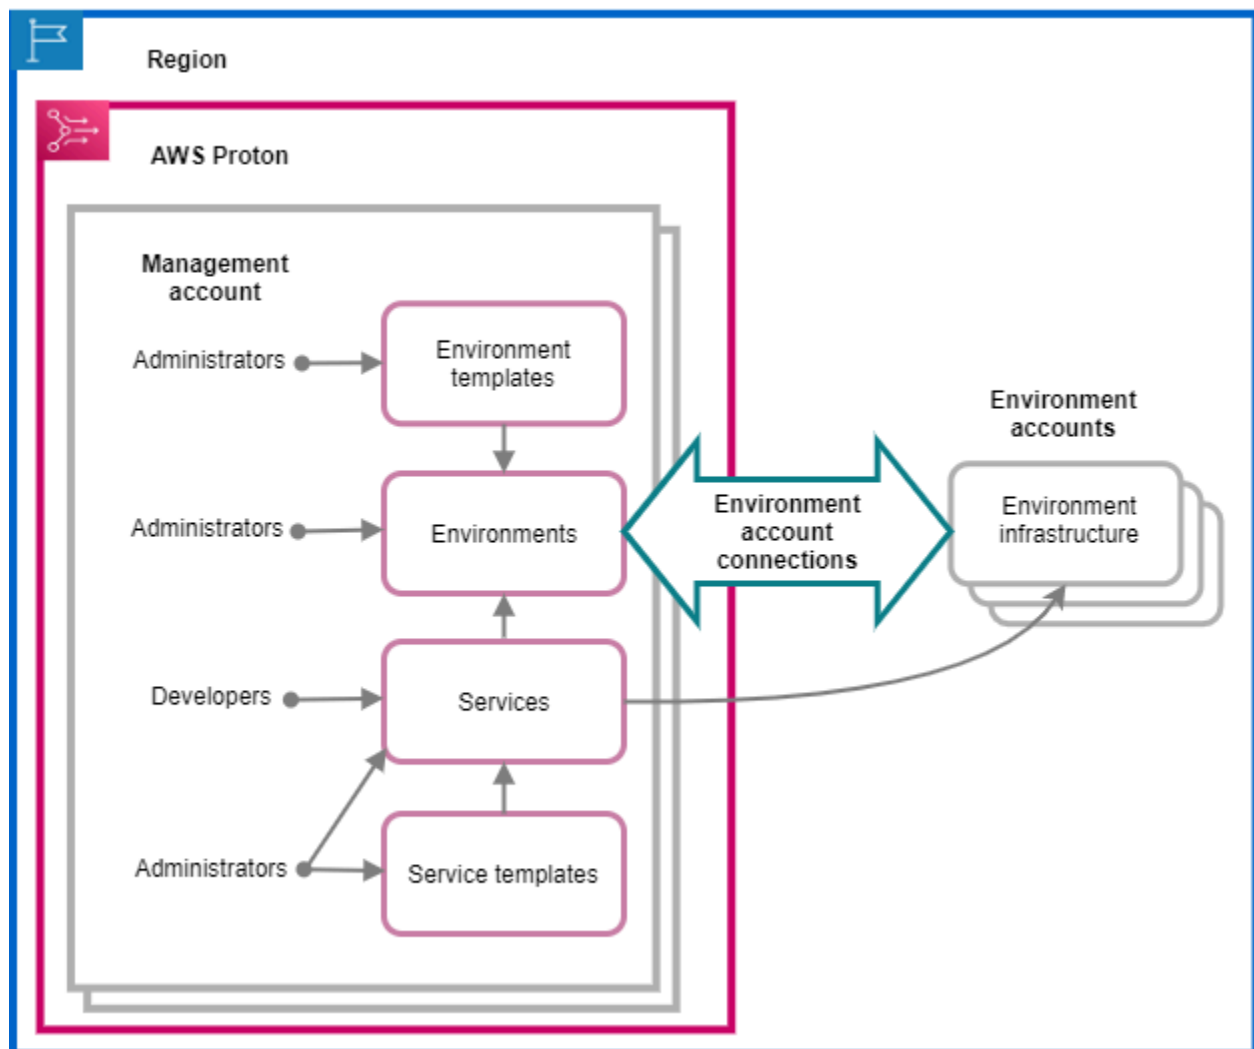 Region
AWS Proton
Management
account
Administrators
Environment
templates
Environment
accounts
Administrators
Environments
Environment
account
connections
Environment
infrastructure
Developers
Services
Administrators
Service templates